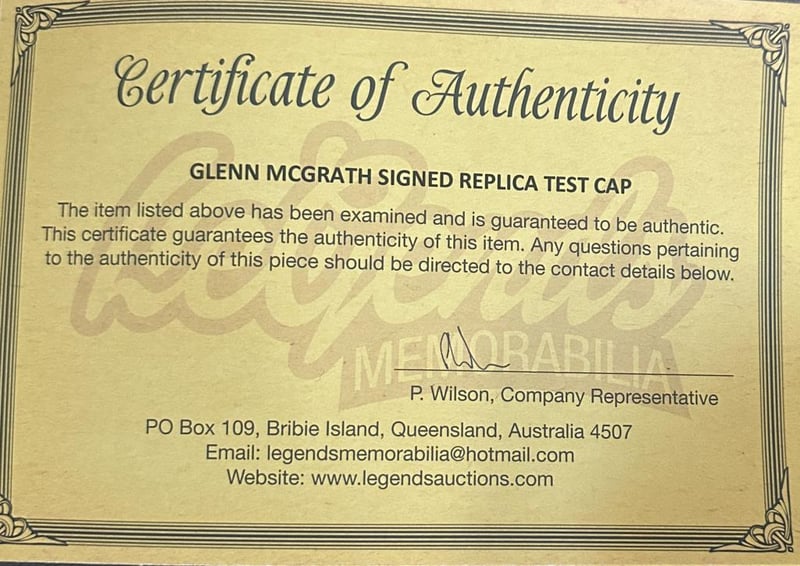 Certificate of Authenticity
GLENN MCGRATH SIGNED REPLICA TEST CAP
The item listed above has been examined and is guaranteed to be authentic.
This certificate guarantees the authenticity of this item. Any questions pertaining
to the authenticity of this piece should be directed to the contact details below.
Legends
MEMORABILIA
P. Wilson, Company Representative
PO Box 109, Bribie Island, Queensland, Australia 4507
Email: legendsmemorabilia@hotmail.com
Website: www.legendsauctions.com